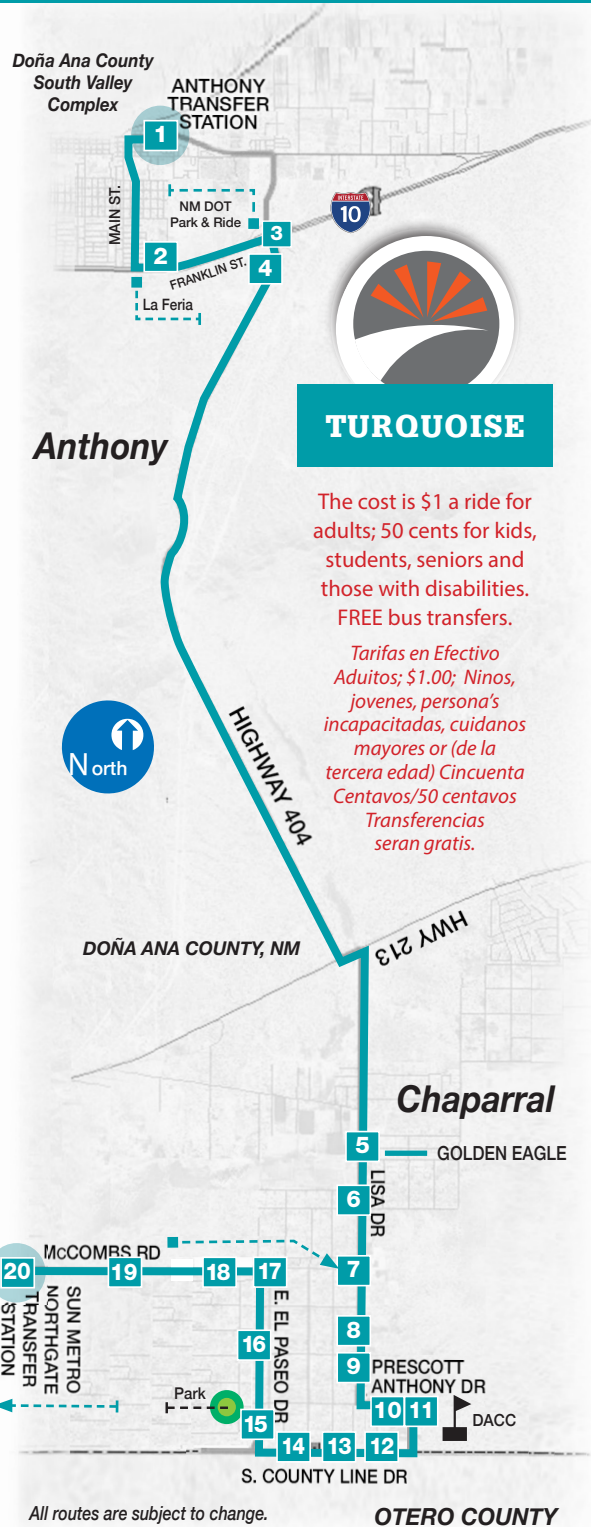 Doña Ana County
South Valley
Complex
ANTHONY
TRANSFER
STATION
1
MAIN ST.
NM DOT
Park & Ride
INTERSTATE
10
2
3
FRANKLIN ST.
4
La Feria
Anthony
TURQUOISE
The cost is $1 a ride for
adults; 50 cents for kids,
students, seniors and
those with disabilities.
FREE bus transfers.
Tarifas en Efectivo
Aduitos; $1.00; Ninos,
jovenes, persona's
incapacitadas, cuidanos
mayores or (de la
tercera edad) Cincuenta
Centavos/50 centavos
Transferencias
seran gratis.
North
HIGHWAY 404
DOÑA ANA COUNTY, NM
HWY 213
Chaparral
5
GOLDEN EAGLE
6
LISA DR
McCOMBS RD
20
19
18
17
7
SUN METRO
NORTHGATE
TRANSFER
STATION
E. EL PASEO DR
16
8
9
PRESCOTT
ANTHONY DR
Park
15
10
11
DACC
14
13
12
S. COUNTY LINE DR
All routes are subject to change.
OTERO COUNTY